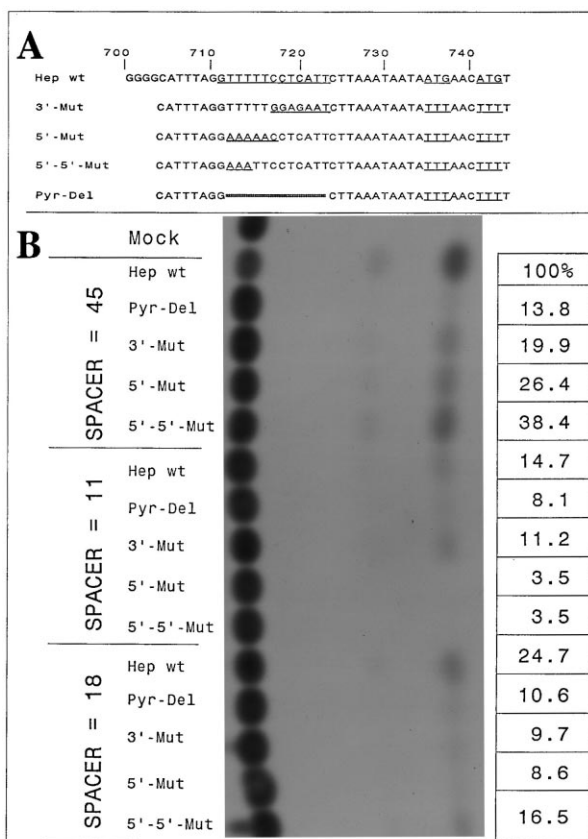 A
700 710 720 730 740
Hep wt GGGGCATTTAGGTTTTTCCTCATTCTTAAATAATAATGAACATGT
3'-Mut CATTTAGGTTTTTGGAGAATCTTAAATAATATTTAACTTTT
5'-Mut CATTTAGGAAAAACCTCATTCTTAAATAATATTTAACTTTT
5'-5'-Mut CATTTAGGAAATTCCTCATTCTTAAATAATATTTAACTTTT
Pyr-Del CATTTAGG============CTTAAATAATATTTAACTTTT
B
Mock
SPACER = 45
Hep wt 100%
Pyr-Del 13.8
3'-Mut 19.9
5'-Mut 26.4
5'-5'-Mut 38.4
SPACER = 11
Hep wt 14.7
Pyr-Del 8.1
3'-Mut 11.2
5'-Mut 3.5
5'-5'-Mut 3.5
SPACER = 18
Hep wt 24.7
Pyr-Del 10.6
3'-Mut 9.7
5'-Mut 8.6
5'-5'-Mut 16.5